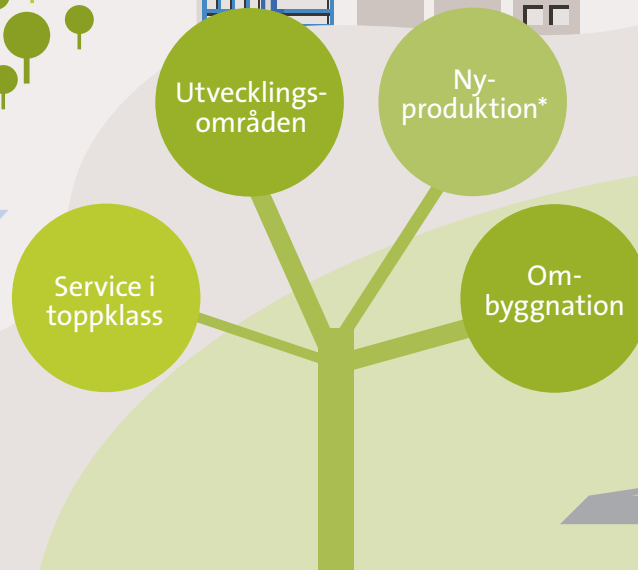 Utvecklings-
områden
Ny-
produktion*
Service i
toppklass
Om-
byggnation